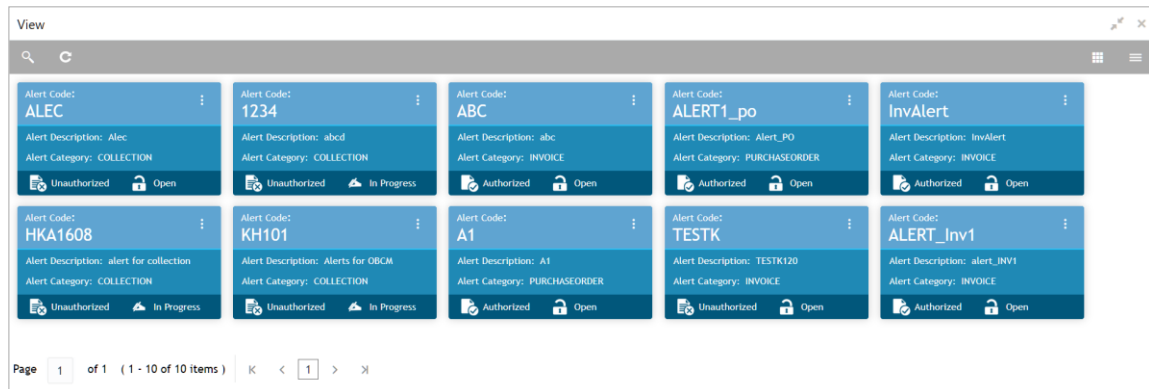 View
Alert Code: Alert Code: Alert Code: Alert Code: Alert Code:
ALEC 1234 ABC ALERT1_po InvAlert
Alert Description: Alec Alert Description: abcd Alert Description: abc Alert Description: Alert_PO Alert Description: InvAlert
Alert Category: COLLECTION Alert Category: COLLECTION Alert Category: INVOICE Alert Category: PURCHASEORDER Alert Category: INVOICE
Unauthorized Open Unauthorized In Progress Authorized Open Authorized Open Authorized Open
Alert Code: Alert Code: Alert Code: Alert Code: Alert Code:
HKA1608 KH101 A1 TESTK ALERT_Inv1
Alert Description: alert for collection Alert Description: Alerts for OBCM Alert Description: A1 Alert Description: TESTK120 Alert Description: alert_INV1
Alert Category: COLLECTION Alert Category: COLLECTION Alert Category: PURCHASEORDER Alert Category: INVOICE Alert Category: INVOICE
Unauthorized In Progress Unauthorized In Progress Authorized Open Unauthorized Open Authorized Open
Page 1 of 1 ( 1 - 10 of 10 items ) 1